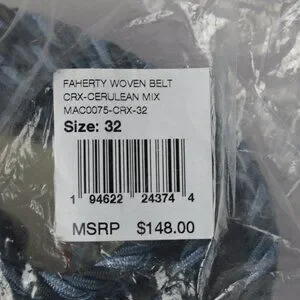 FAHERTY WOVEN BELT
CRX-CERULEAN MIX
MAC0075-CRX-32
Size: 32
1 94622 24374 4
MSRP $148.00